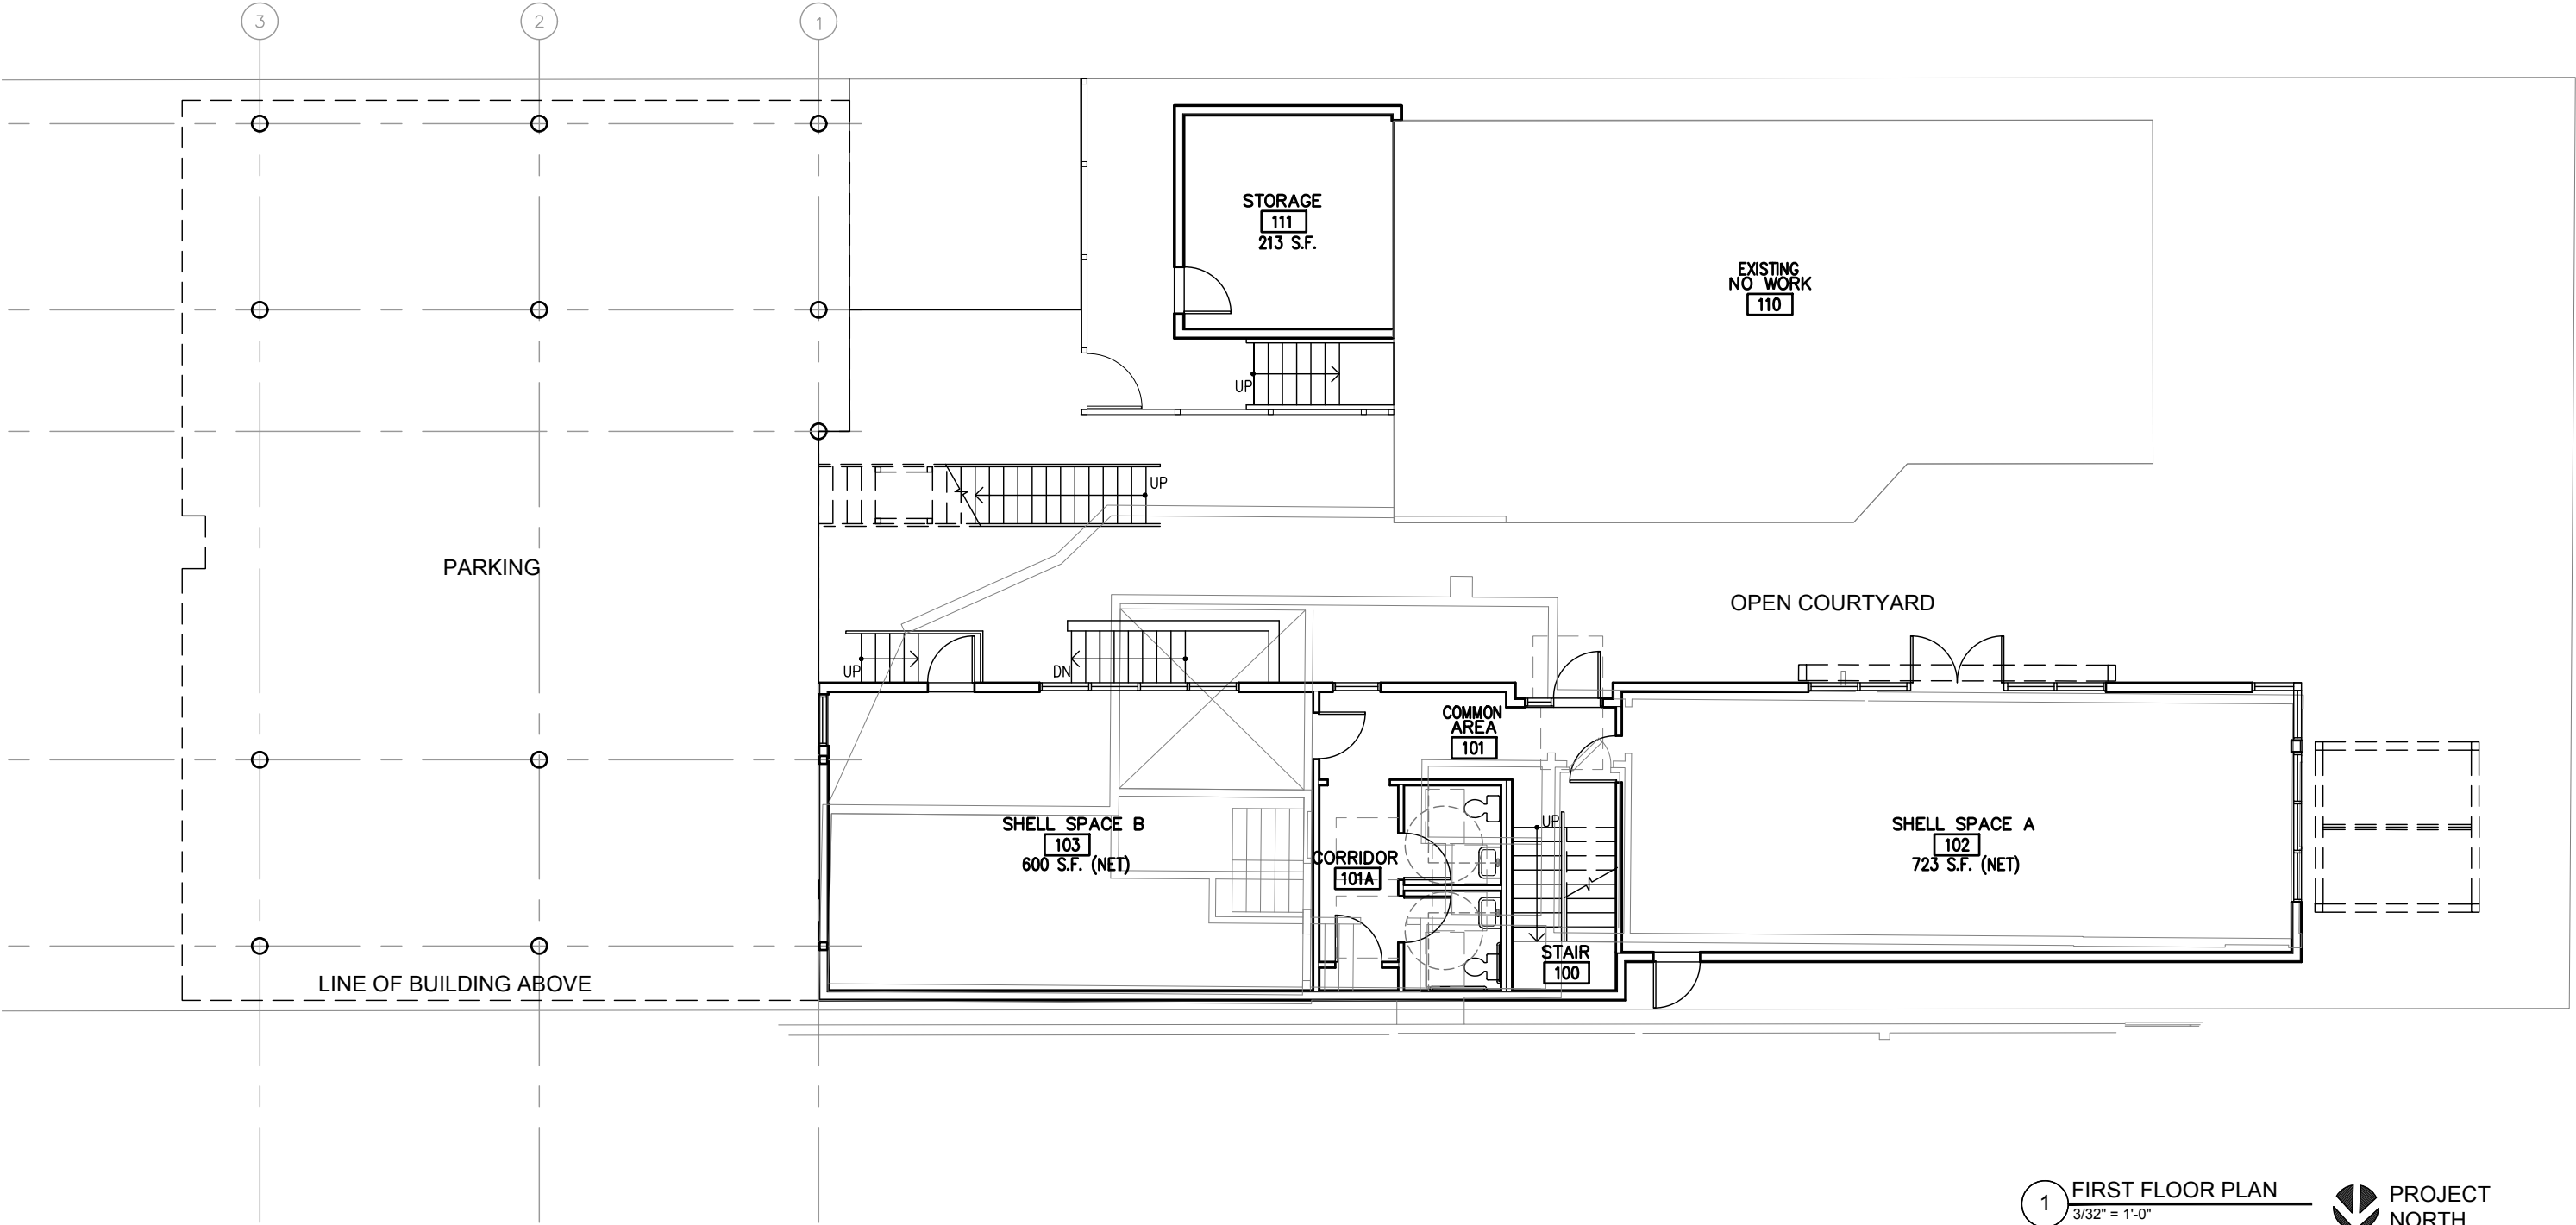 3
2
1
STORAGE
111
213 S.F.
EXISTING
NO WORK
110
UP
UP
PARKING
OPEN COURTYARD
UP
DN
COMMON
AREA
101
SHELL SPACE B
103
600 S.F. (NET)
UP
SHELL SPACE A
102
723 S.F. (NET)
CORRIDOR
101A
STAIR
100
LINE OF BUILDING ABOVE
1
FIRST FLOOR PLAN
3/32" = 1'-0"
PROJECT
NORTH